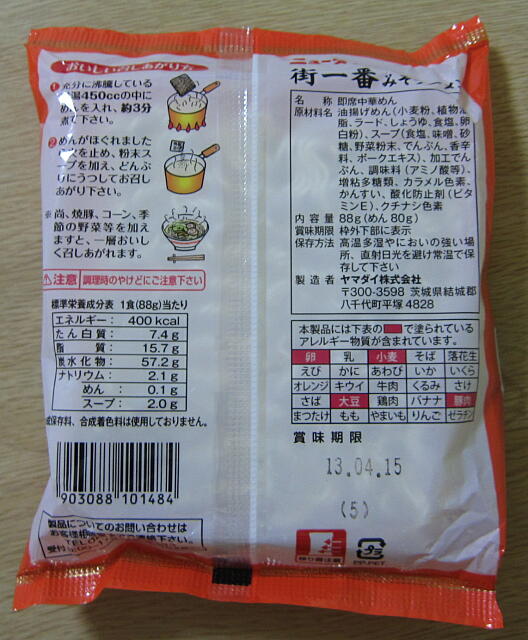 おいしい召しあがり方
充分に沸騰している
湯450ccの中に
めんを入れ、約3分
煮て下さい。
めんがほぐれました
を止め、粉末ス
ープを加え、どんぶ
りにうつしてお召し
あがり下さい。
※尚、焼豚、コーン、季
節の野菜等を加え
ますと、一層おいし
く召しあがれます。
注意 調理時のやけどにご注意下さい
標準栄養成分表 1食(88g)当たり
エネルギー: 400 kcal
たん白質: 7.4 g
脂質: 15.7 g
炭水化物: 57.2 g
ナトリウム: 2.1 g
めん: 0.1 g
スープ: 2.0 g
保存料、合成着色料は使用しておりません。
903088 101484
製品についてのお問い合わせは
お客様
下さい。
受付
ニュー
街一番
名称 即席中華めん
原材料名 油揚げめん(小麦粉、植物油
脂、ラード、しょうゆ、食塩、卵
白粉)、スープ(食塩、味噌、砂
糖、野菜粉末、でんぷん、香辛
料、ポークエキス)、加工でん
ぷん、調味料(アミノ酸等)、
増粘多糖類、カラメル色素、
かんすい、酸化防止剤(ビタ
ミンE)、クチナシ色素
内容量 88g(めん 80g)
賞味期限 枠外下部に表示
保存方法 高温多湿やにおいの強い場
所、直射日光を避け常温で保
存して下さい
製造者 ヤマダイ株式会社
〒300-3598 茨城県結城郡
八千代町平塚 4828
本製品には下表の で塗られている
アレルギー物質が含まれています。
卵 乳 小麦 そば 落花生
えび かに あわび いか いくら
オレンジ キウイ 牛肉 くるみ さけ
さば 大豆 鶏肉 バナナ 豚肉
まつたけ もも やまいも りんご ゼラチン
賞味期限
13.04.15
(5)
プラ
PP,PET